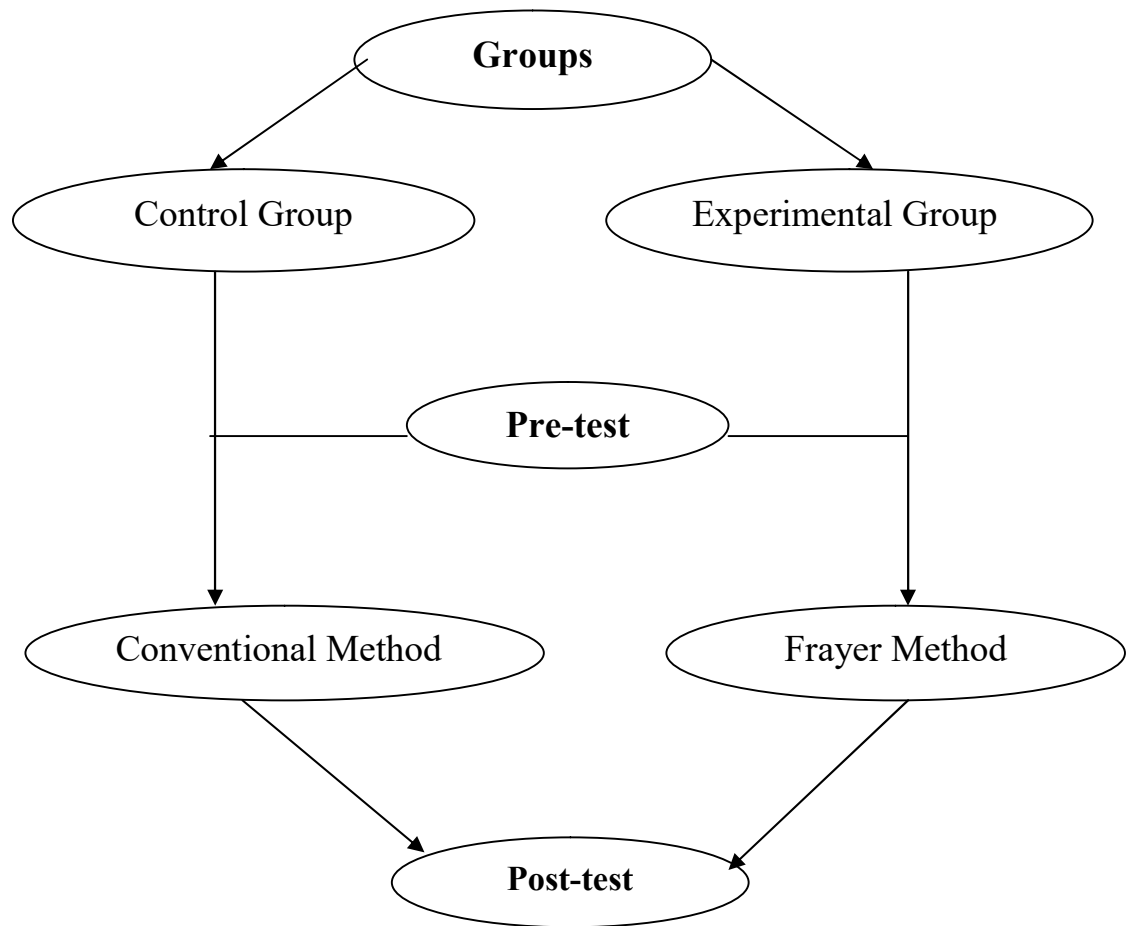 Groups
Control Group
Experimental Group
Pre-test
Conventional Method
Frayer Method
Post-test